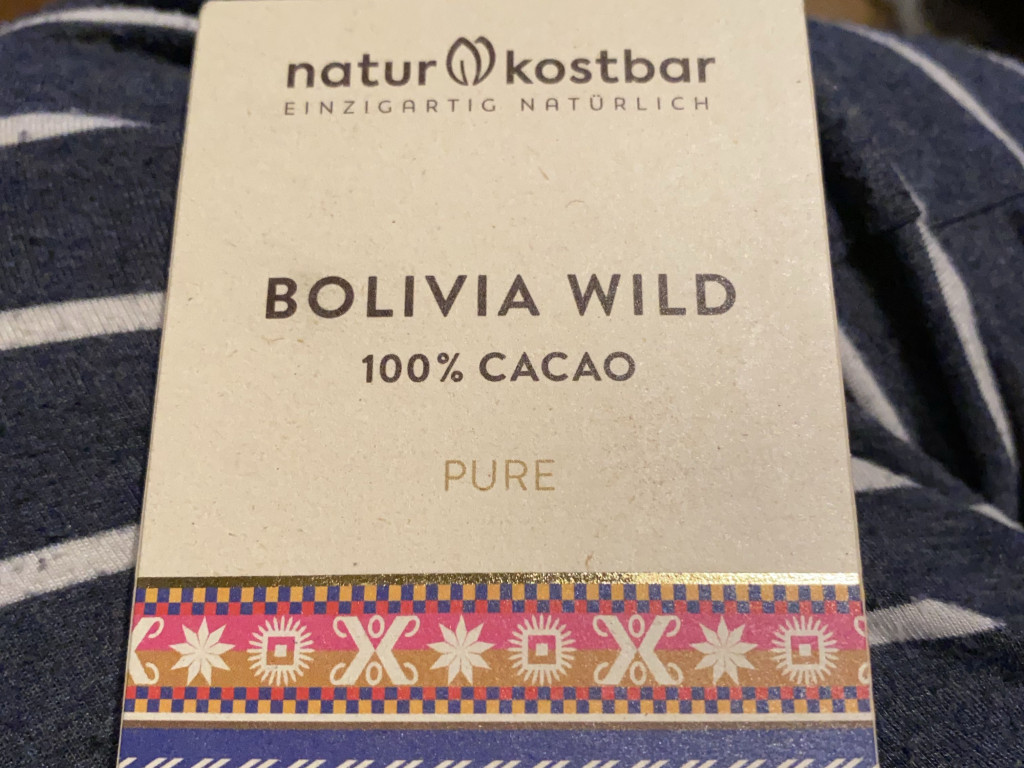 natur kostbar
EINZIGARTIG NATÜRLICH
BOLIVIA WILD
100% CACAO
PURE